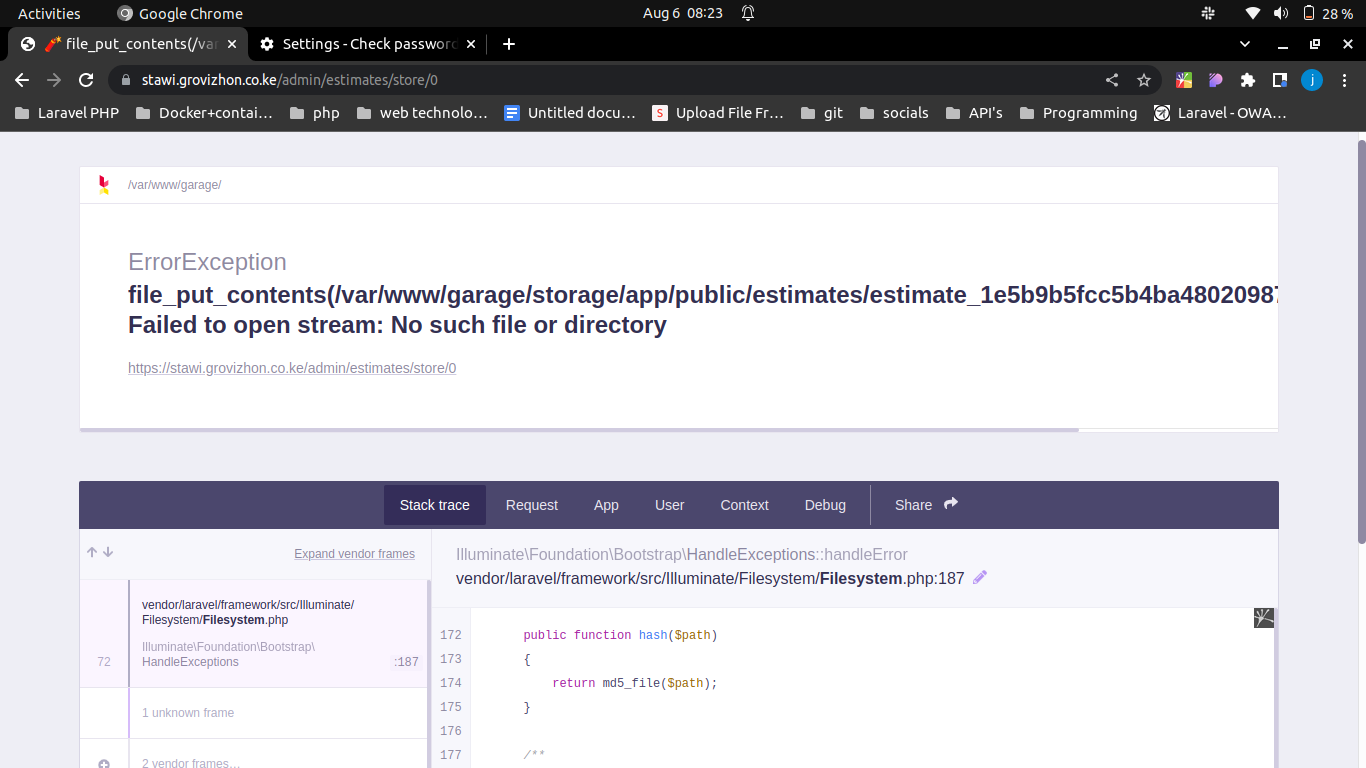 Activities Google Chrome Aug 6 08:23 28 %
file_put_contents(/var Settings - Check password
stawi.grovizhon.co.ke/admin/estimates/store/0 j
Laravel PHP Docker+contai… php web technolo… Untitled docu… S Upload File Fr… git socials API's Programming Laravel - OWA…
/var/www/garage/
ErrorException
file_put_contents(/var/www/garage/storage/app/public/estimates/estimate_1e5b9b5fcc5b4ba48020987
Failed to open stream: No such file or directory
https://stawi.grovizhon.co.ke/admin/estimates/store/0
Stack trace Request App User Context Debug Share
Expand vendor frames
Illuminate\Foundation\Bootstrap\HandleExceptions::handleError
vendor/laravel/framework/src/Illuminate/Filesystem/Filesystem.php:187
vendor/laravel/framework/src/Illuminate/
Filesystem/Filesystem.php
Illuminate\Foundation\Bootstrap\
72 HandleExceptions :187
1 unknown frame
2 vendor frames…
172 public function hash($path)
173 {
174 return md5_file($path);
175 }
176
177 /**